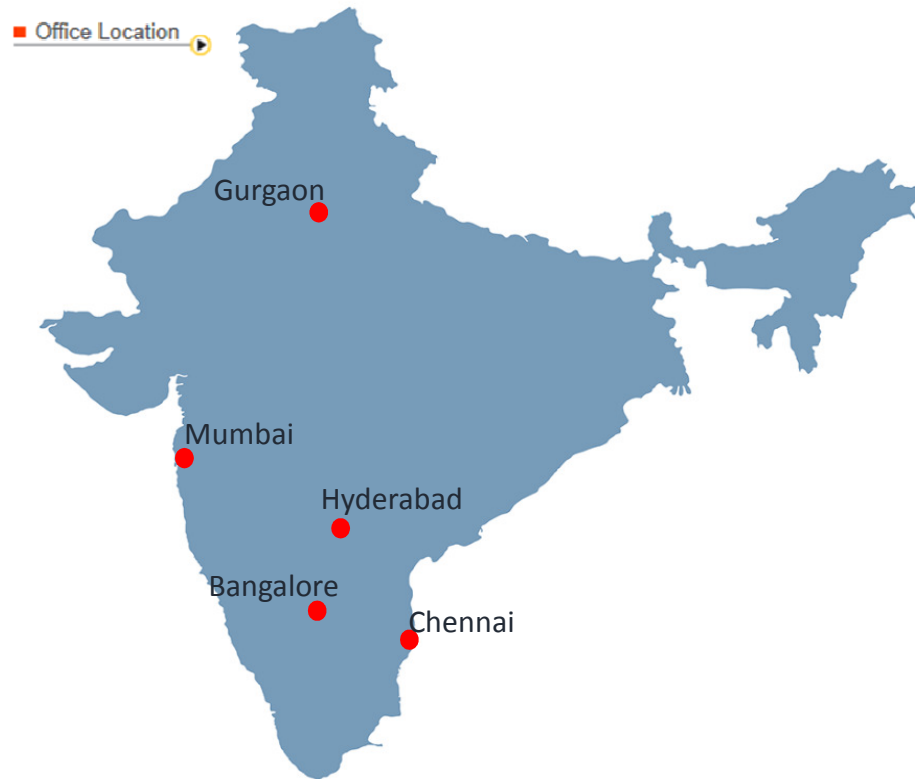 Office Location
Gurgaon
Mumbai
Hyderabad
Bangalore
Chennai